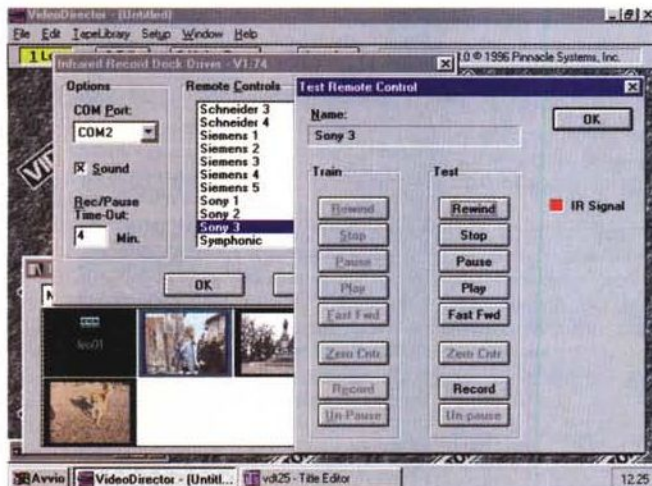 VideoDirector - (Untitled)
File Edit TapeLibrary Setup Window Help
1 L
.0 © 1996 Pinnacle Systems, Inc.
Infrared Record Dock Driver - V1.74
Options
COM Port:
COM2
Sound
Rec/Pause
Time-Out:
4 Min.
Remote Controls
Schneider 3
Schneider 4
Siemens 1
Siemens 2
Siemens 3
Siemens 4
Siemens 5
Sony 1
Sony 2
Sony 3
Symphonic
OK
Test Remote Control
Name:
Sony 3
OK
Train
Rewind
Stop
Pause
Play
Fast Fwd
Zero Cntr
Record
Un-Pause
Test
Rewind
Stop
Pause
Play
Fast Fwd
Zero Cntr
Record
Un-pause
IR Signal
N
Avvio
VideoDirector - (Untitl...
vdt25 - Title Editor
12.25